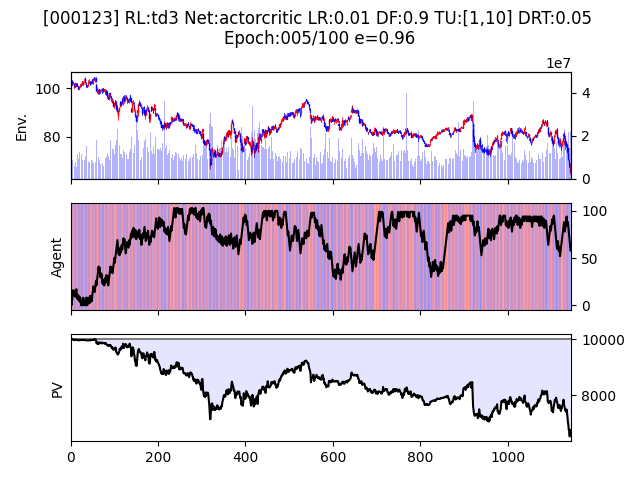 [000123] RL:td3 Net:actorcritic LR:0.01 DF:0.9 TU:[1,10] DRT:0.05
Epoch:005/100 e=0.96
1e7
100
80
Env.
4
2
0
Agent
100
50
0
PV
10000
8000
0 200 400 600 800 1000